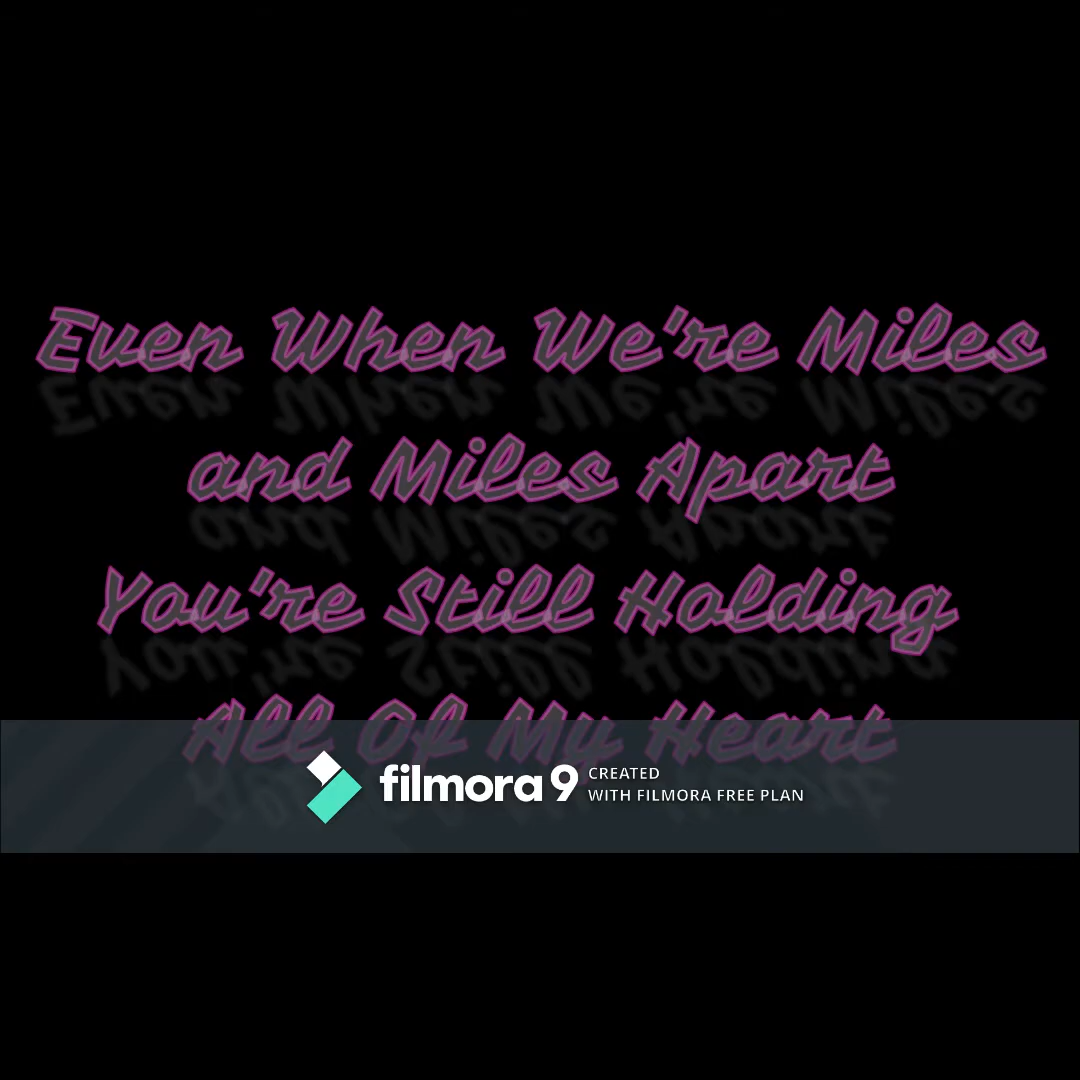 Even When We're Miles
and Miles Apart
You're Still Holding
All Of My Heart
filmora 9 CREATED
WITH FILMORA FREE PLAN